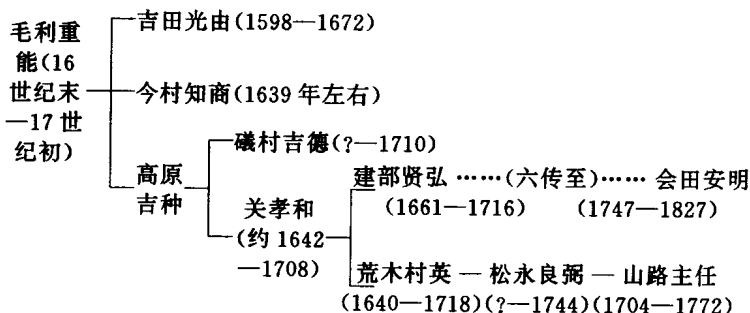 毛利重
能(16
世纪末
—17世
纪初)
吉田光由(1598—1672)
今村知商(1639年左右)
高原
吉种
礒村吉德(?—1710)
关孝和
(约1642
—1708)
建部贤弘……(六传至)……会田安明
(1661—1716) (1747—1827)
荒木村英—松永良弼—山路主任
(1640—1718)(?—1744)(1704—1772)